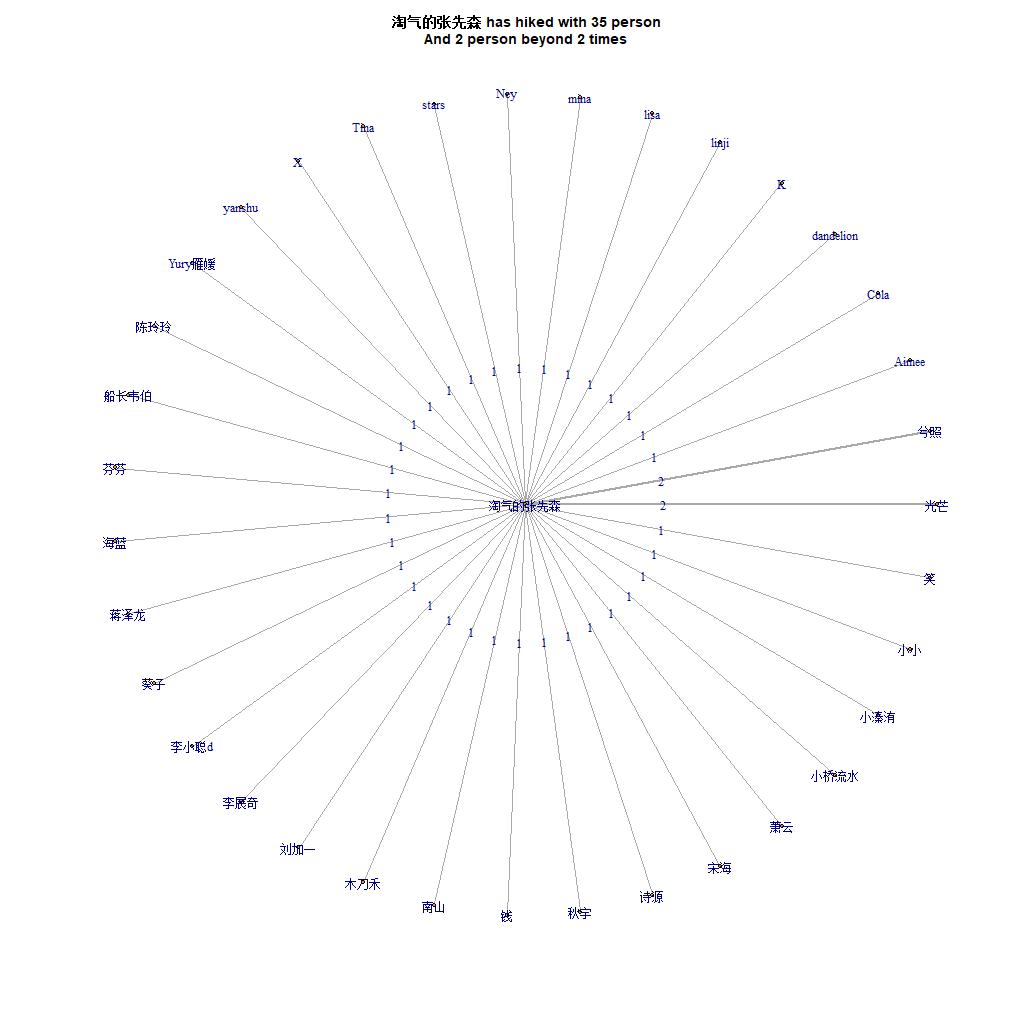 淘气的张先森 has hiked with 35 person
And 2 person beyond 2 times
Ney
mina
stars
lisa
Tina
linji
X
K
yanshu
dandelion
Yury雁媛
Cola
陈玲玲
Aimee
1 1 1 1 1 1 1 1 1 1 1 1 1 1 1 1
船长韦伯
兮照
芬芬
2
淘气的张先森
2
光芒
海蓝
1 1 1 1 1 1 1 1 1 1 1 1 1 1 1 1 1
笑
蒋泽龙
小小
葵子
小溱洧
李小聪d
小桥流水
李展奇
萧云
刘加一
宋海
木乃禾
诗源
南山
钱
秋宇